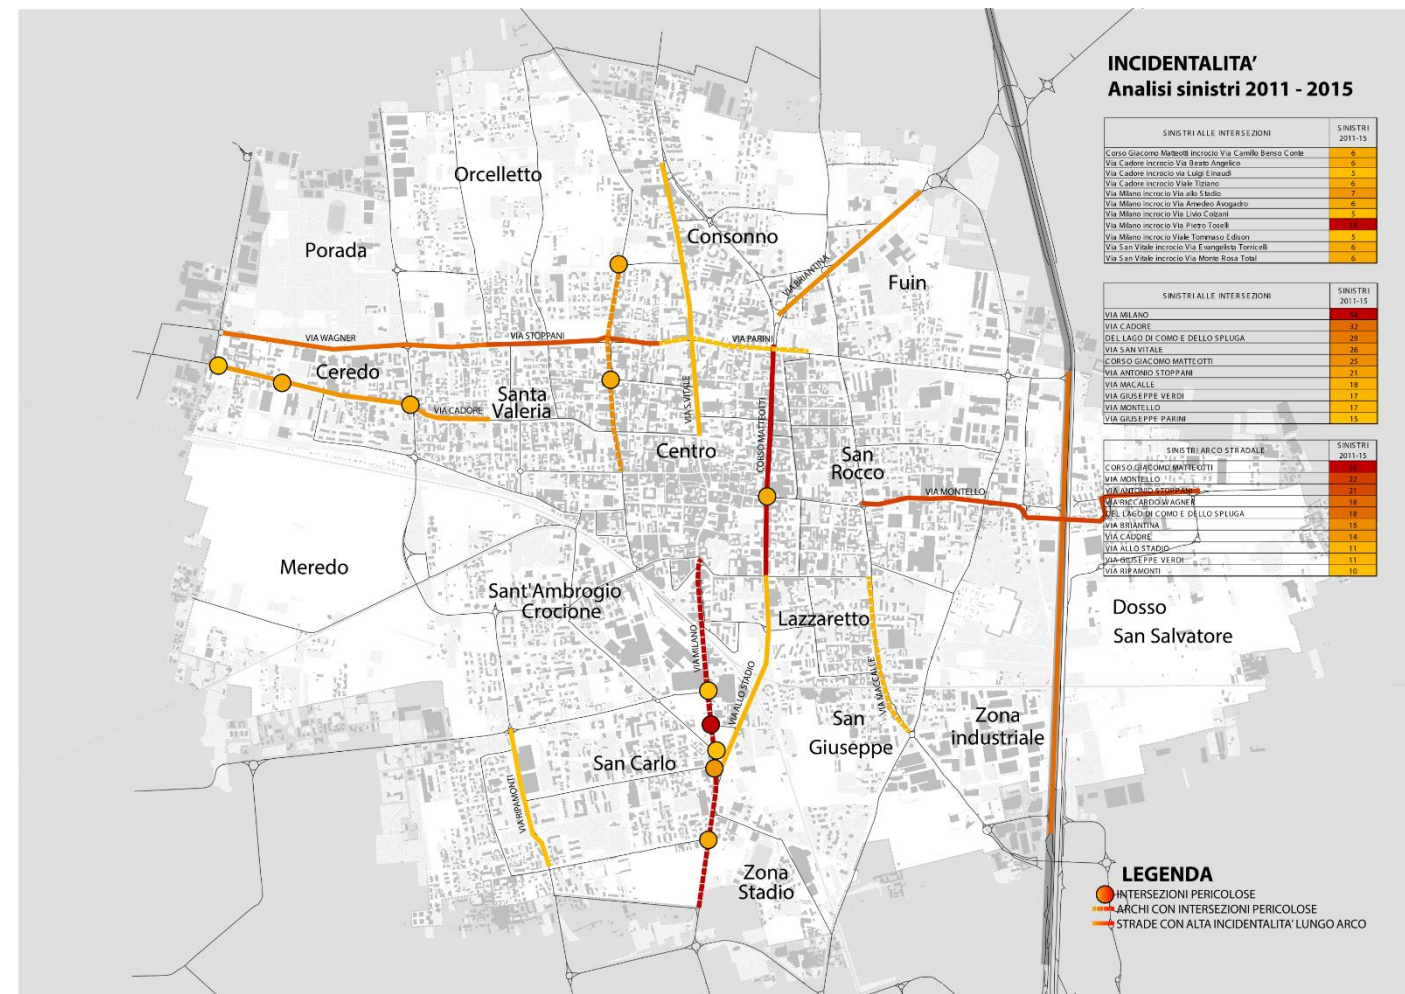 INCIDENTALITA'
Analisi sinistri 2011 - 2015
SINISTRI ALLE INTERSEZIONI SINISTRI 2011-15
Corso Giacomo Matteotti incrocio Via Camillo Benso Conte 6
Via Cadore incrocio Via Beato Angelico 6
Via Cadore incrocio via Luigi Einaudi 5
Via Cadore incrocio Viale Tiziano 6
Via Milano incrocio Via allo Stadio 7
Via Milano incrocio Via Amedeo Avogadro 6
Via Milano incrocio Via Livio Colzani 5
Via Milano incrocio Via Pietro Toselli
Via Milano incrocio Viale Tommaso Edison 5
Via San Vitale incrocio Via Evangelista Torricelli 6
Via San Vitale incrocio Via Monte Rosa Total 6
SINISTRI ALLE INTERSEZIONI SINISTRI 2011-15
VIA MILANO
VIA CADORE 32
DEL LAGO DI COMO E DELLO SPLUGA 29
VIA SAN VITALE 26
CORSO GIACOMO MATTEOTTI 25
VIA ANTONIO STOPPANI 21
VIA MACALLE 18
VIA GIUSEPPE VERDI 17
VIA MONTELLO 17
VIA GIUSEPPE PARINI 15
SINISTRI ARCO STRADALE SINISTRI 2011-15
CORSO GIACOMO MATTEOTTI
VIA MONTELLO 22
VIA ANTONIO STOPPANI 21
VIA RICCARDO WAGNER 18
DEL LAGO DI COMO E DELLO SPLUGA 18
VIA BRIANTINA 15
VIA CADORE 14
VIA ALLO STADIO 11
VIA GIUSEPPE VERDI 11
VIA RIPAMONTI 10
Orcelletto
Porada
Consonno
Fuin
VIA BRIANTINA
VIA WAGNER
VIA STOPPANI
VIA PARINI
Ceredo
Santa
Valeria
VIA CADORE
VIA S.VITALE
CORSO MATTEOTTI
Centro
San
Rocco
VIA MONTELLO
Meredo
Sant'Ambrogio
Crocione
Lazzaretto
Dosso
San Salvatore
VIA MILANO
VIA ALLO STADIO
VIA MACALLE
San
Giuseppe
Zona
industriale
San Carlo
VIA RIPAMONTI
Zona
Stadio
LEGENDA
INTERSEZIONI PERICOLOSE
ARCHI CON INTERSEZIONI PERICOLOSE
STRADE CON ALTA INCIDENTALITA' LUNGO ARCO